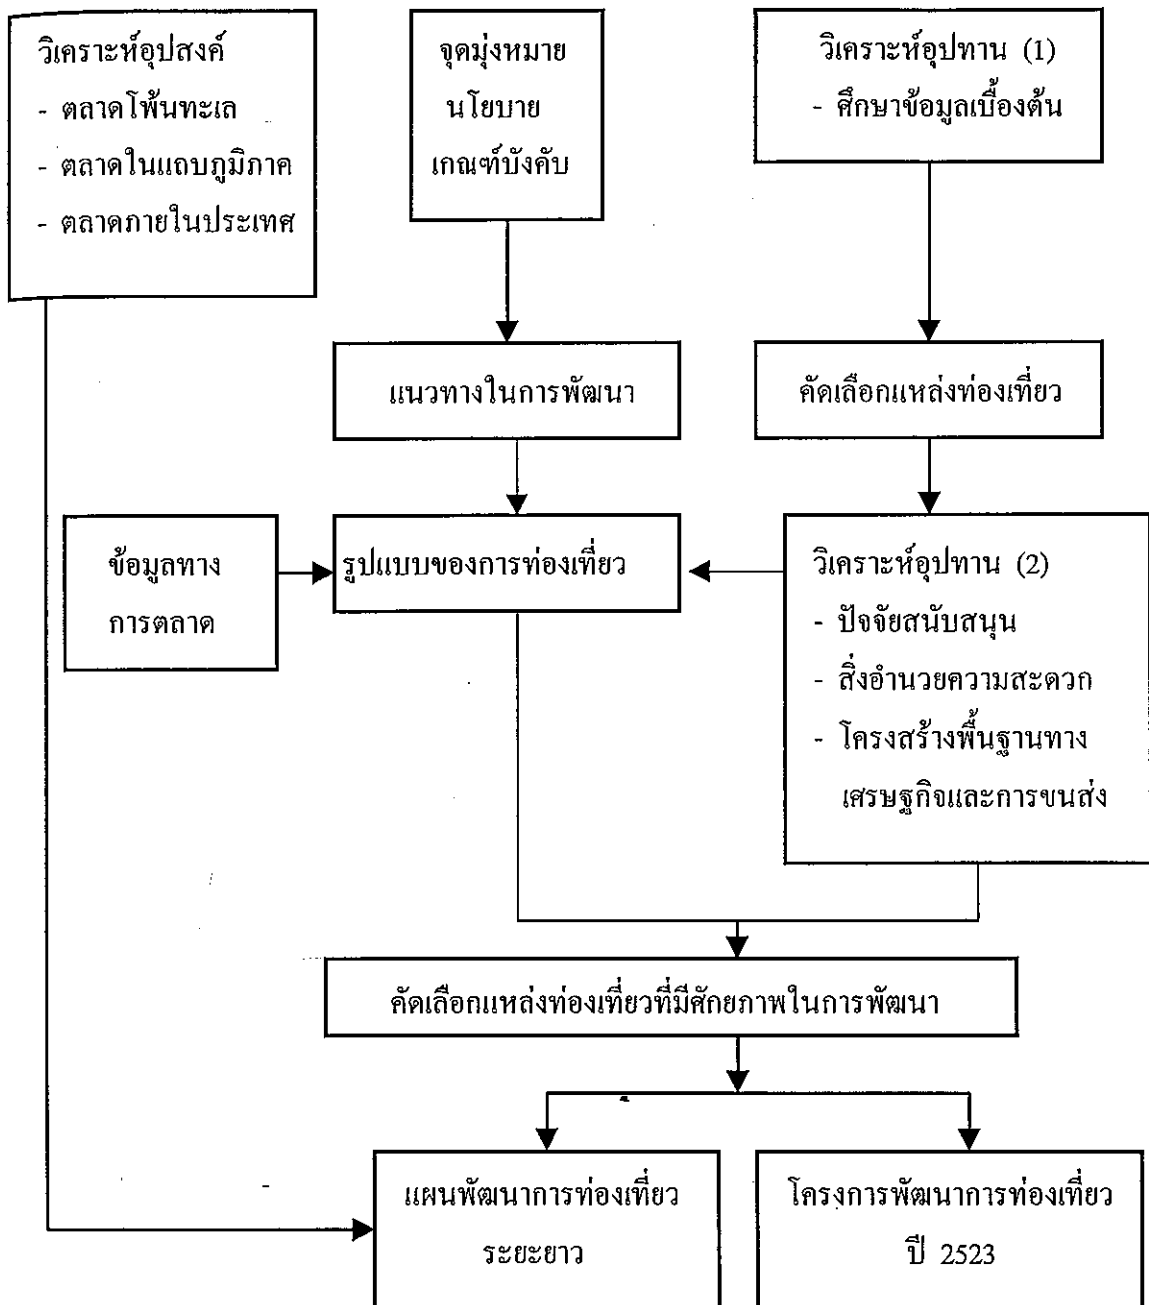 วิเคราะห์อุปสงค์
- ตลาดโพ้นทะเล
- ตลาดในแถบภูมิภาค
- ตลาดภายในประเทศ
จุดมุ่งหมาย
นโยบาย
เกณฑ์บังคับ
วิเคราะห์อุปทาน (1)
- ศึกษาข้อมูลเบื้องต้น
แนวทางในการพัฒนา
คัดเลือกแหล่งท่องเที่ยว
ข้อมูลทาง
การตลาด
รูปแบบของการท่องเที่ยว
วิเคราะห์อุปทาน (2)
- ปัจจัยสนับสนุน
- สิ่งอำนวยความสะดวก
- โครงสร้างพื้นฐานทาง
เศรษฐกิจและการขนส่ง
คัดเลือกแหล่งท่องเที่ยวที่มีศักยภาพในการพัฒนา
แผนพัฒนาการท่องเที่ยว
ระยะยาว
โครงการพัฒนาการท่องเที่ยว
ปี 2523